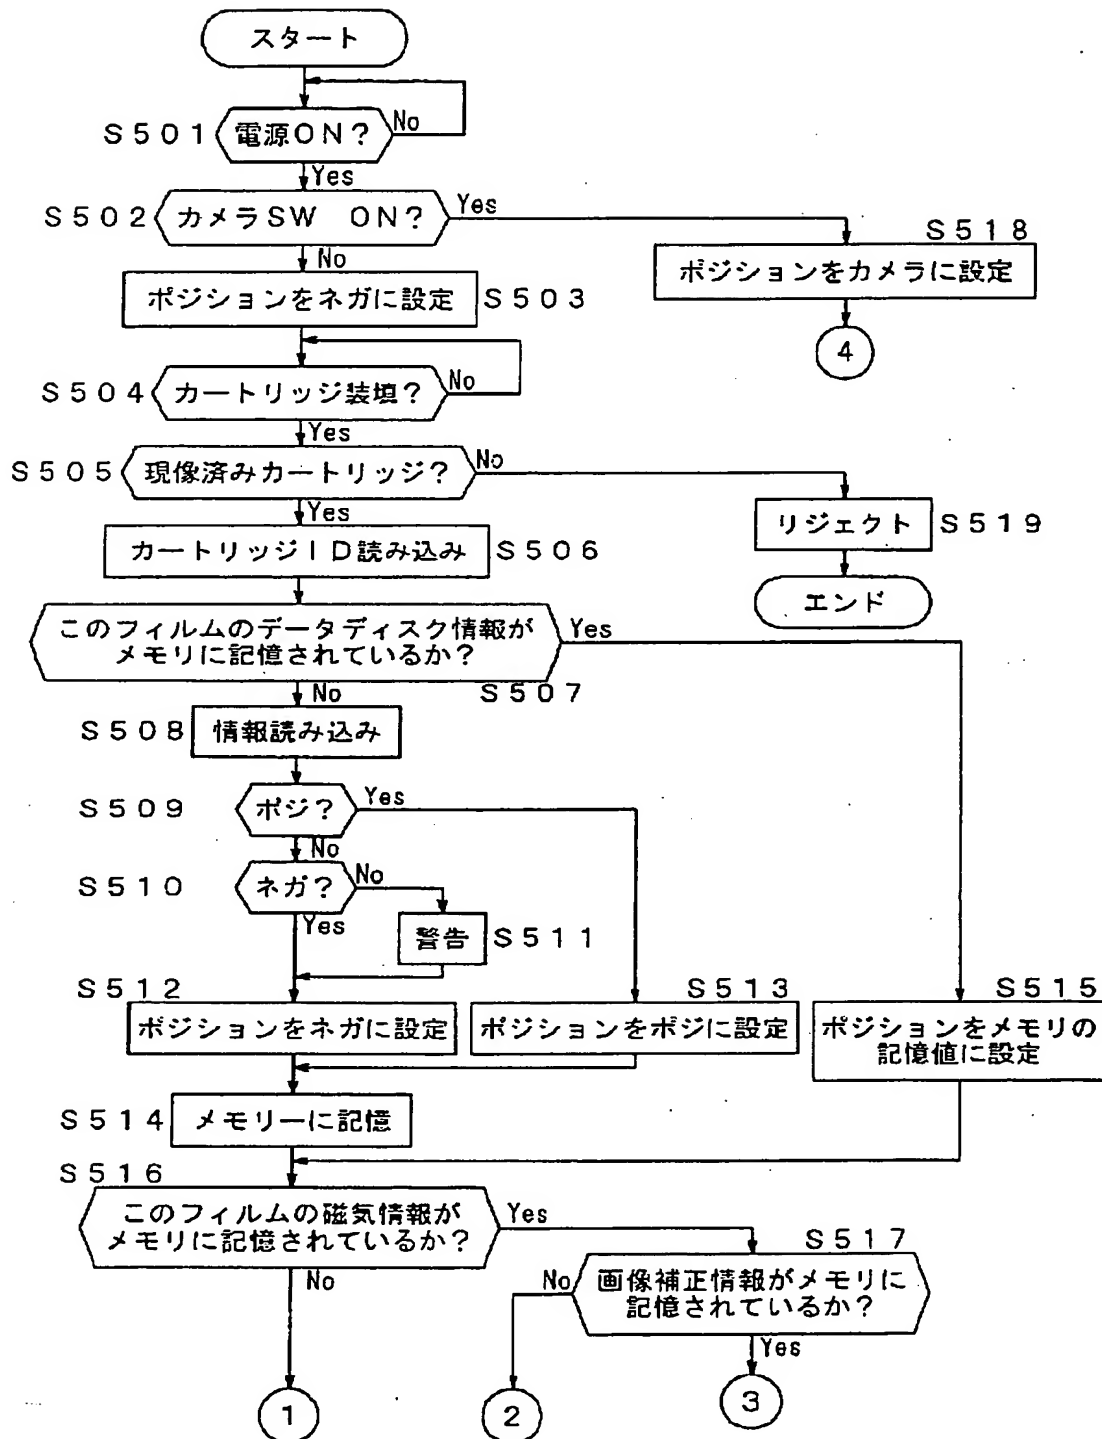 スタート
S501 電源ON? No
Yes
S502 カメラSW ON? Yes
No
S518
ポジションをカメラに設定
ポジションをネガに設定 S503
4
S504 カートリッジ装填? No
Yes
S505 現像済みカートリッジ? No
Yes
リジェクト S519
カートリッジID読み込み S506
エンド
このフィルムのデータディスク情報が
メモリに記憶されているか?
Yes
S507
No
S508 情報読み込み
S509 ポジ? Yes
No
S510 ネガ? No
Yes
警告 S511
S512
ポジションをネガに設定
S513
ポジションをポジに設定
S515
ポジションをメモリの
記憶値に設定
S514 メモリーに記憶
S516
このフィルムの磁気情報が
メモリに記憶されているか?
Yes
No
S517
画像補正情報がメモリに
記憶されているか?
No
Yes
1
2
3